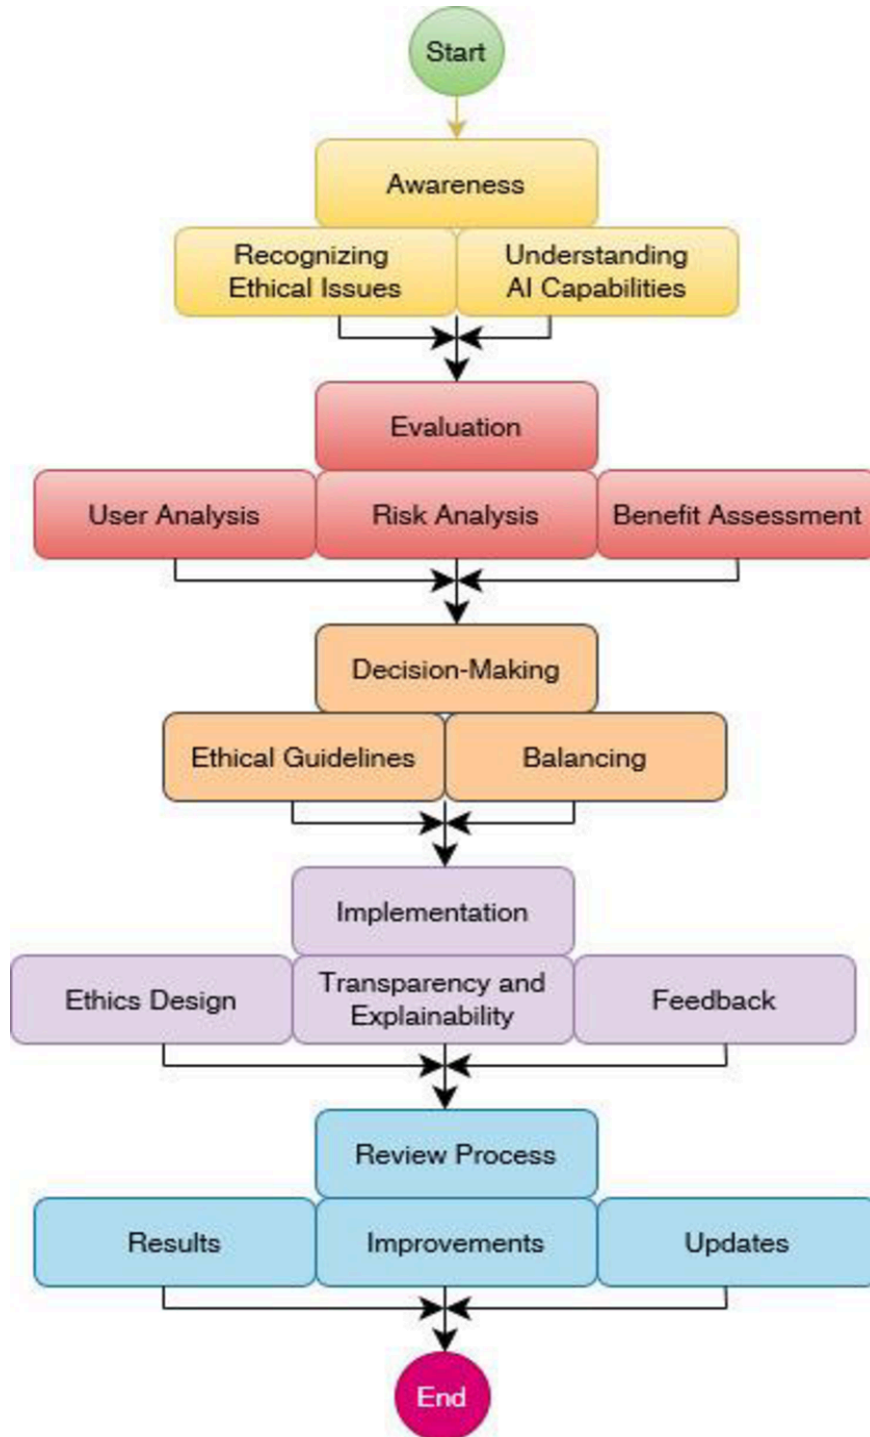 Start
Awareness
Recognizing
Ethical Issues
Understanding
AI Capabilities
Evaluation
User Analysis
Risk Analysis
Benefit Assessment
Decision-Making
Ethical Guidelines
Balancing
Implementation
Ethics Design
Transparency and
Explainability
Feedback
Review Process
Results
Improvements
Updates
End